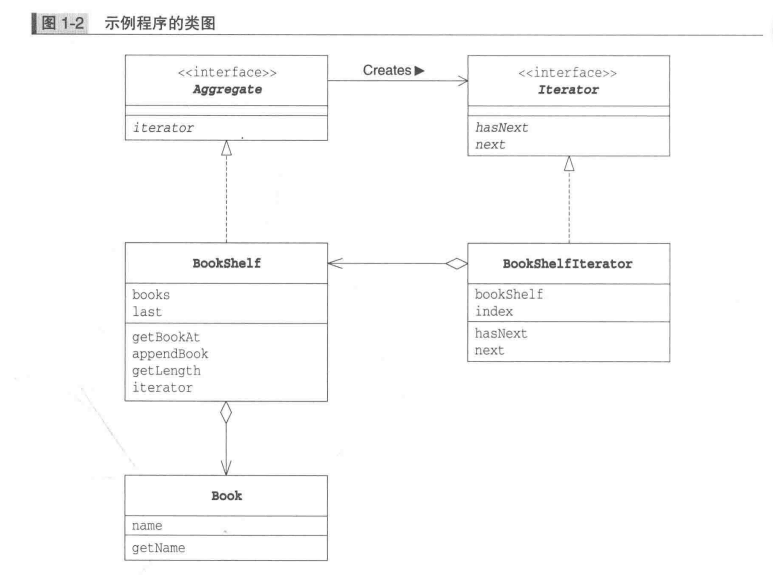 图 1-2 示例程序的类图
<<interface>>
Aggregate
iterator
Creates▶
<<interface>>
Iterator
hasNext
next
BookShelf
books
last
getBookAt
appendBook
getLength
iterator
BookShelfIterator
bookShelf
index
hasNext
next
Book
name
getName